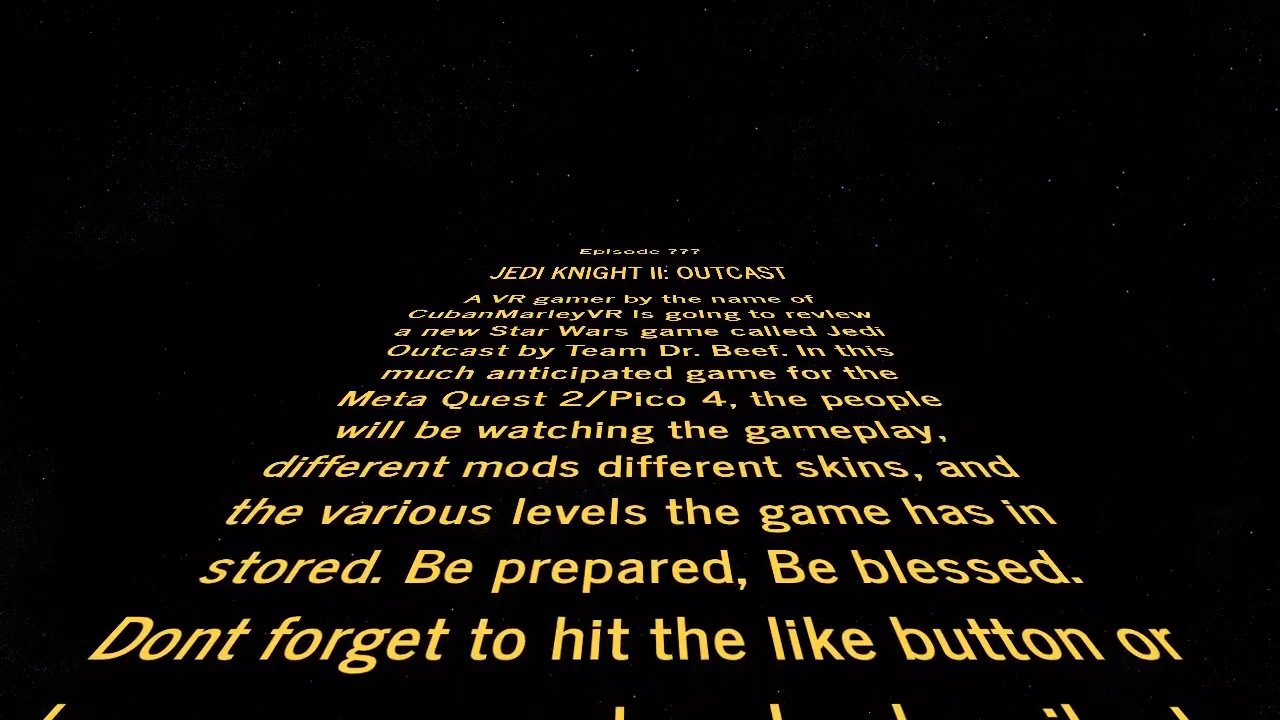 Episode ???
JEDI KNIGHT II: OUTCAST
A VR gamer by the name of
CubanMarleyVR Is going to review
a new Star Wars game called Jedi
Outcast by Team Dr. Beef. In this
much anticipated game for the
Meta Quest 2/Pico 4, the people
will be watching the gameplay,
different mods different skins, and
the various levels the game has in
stored. Be prepared, Be blessed.
Dont forget to hit the like button or